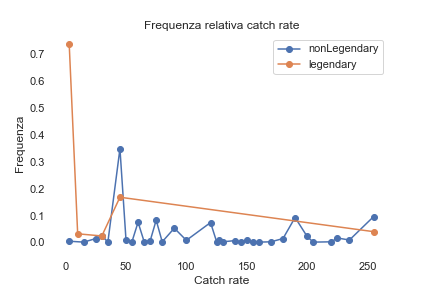 Frequenza relativa catch rate
nonLegendary
legendary
Frequenza
0.7
0.6
0.5
0.4
0.3
0.2
0.1
0.0
0 50 100 150 200 250
Catch rate